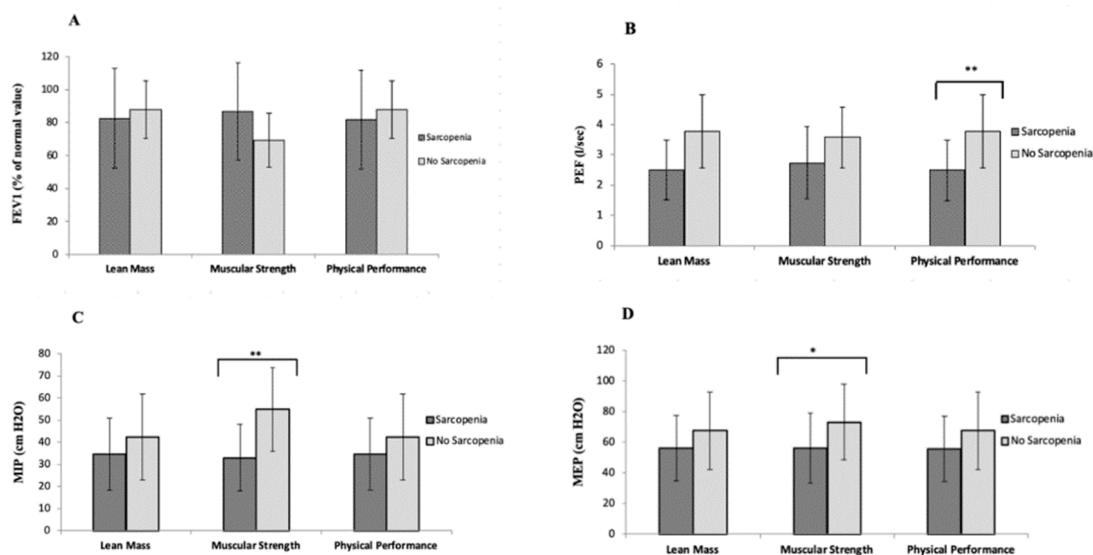 A
FEV1 (% of normal value)
120
100
80
60
40
20
0
Lean Mass
Muscular Strength
Physical Performance
Sarcopenia
No Sarcopenia
B
PEF (l/sec)
6
5
4
3
2
1
0
**
Lean Mass
Muscular Strength
Physical Performance
Sarcopenia
No Sarcopenia
C
MIP (cm H2O)
80
70
60
50
40
30
20
10
0
**
Lean Mass
Muscular Strength
Physical Performance
Sarcopenia
No Sarcopenia
D
MEP (cm H2O)
120
100
80
60
40
20
0
*
Lean Mass
Muscular Strength
Physical Performance
Sarcopenia
No Sarcopenia